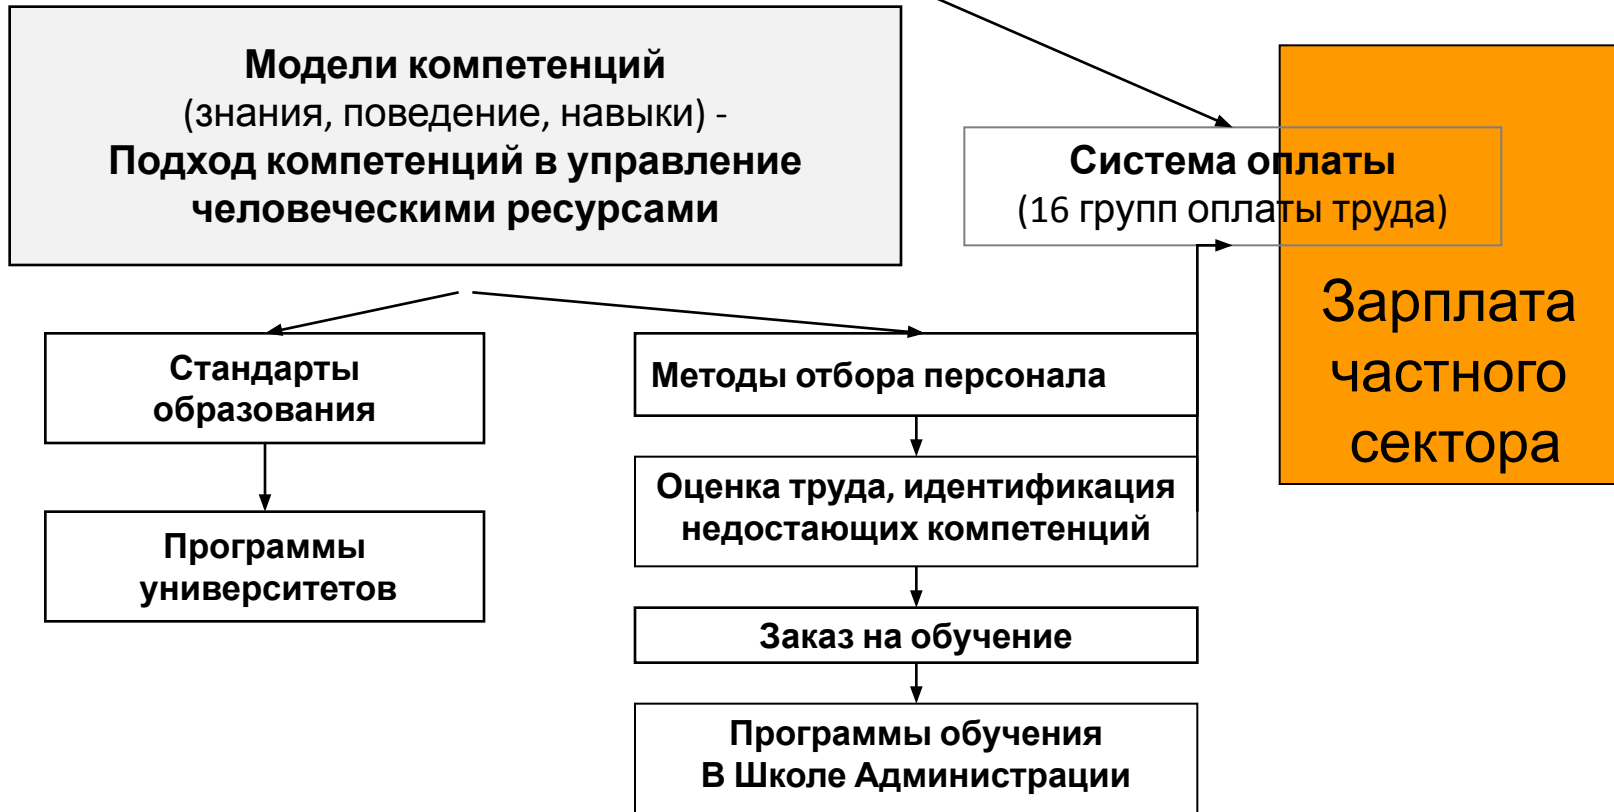 Модели компетенций
(знания, поведение, навыки) -
Подход компетенций в управление
человеческими ресурсами
Система оплаты
(16 групп оплаты труда)
Зарплата
частного
сектора
Стандарты
образования
Программы
университетов
Методы отбора персонала
Оценка труда, идентификация
недостающих компетенций
Заказ на обучение
Программы обучения
В Школе Администрации